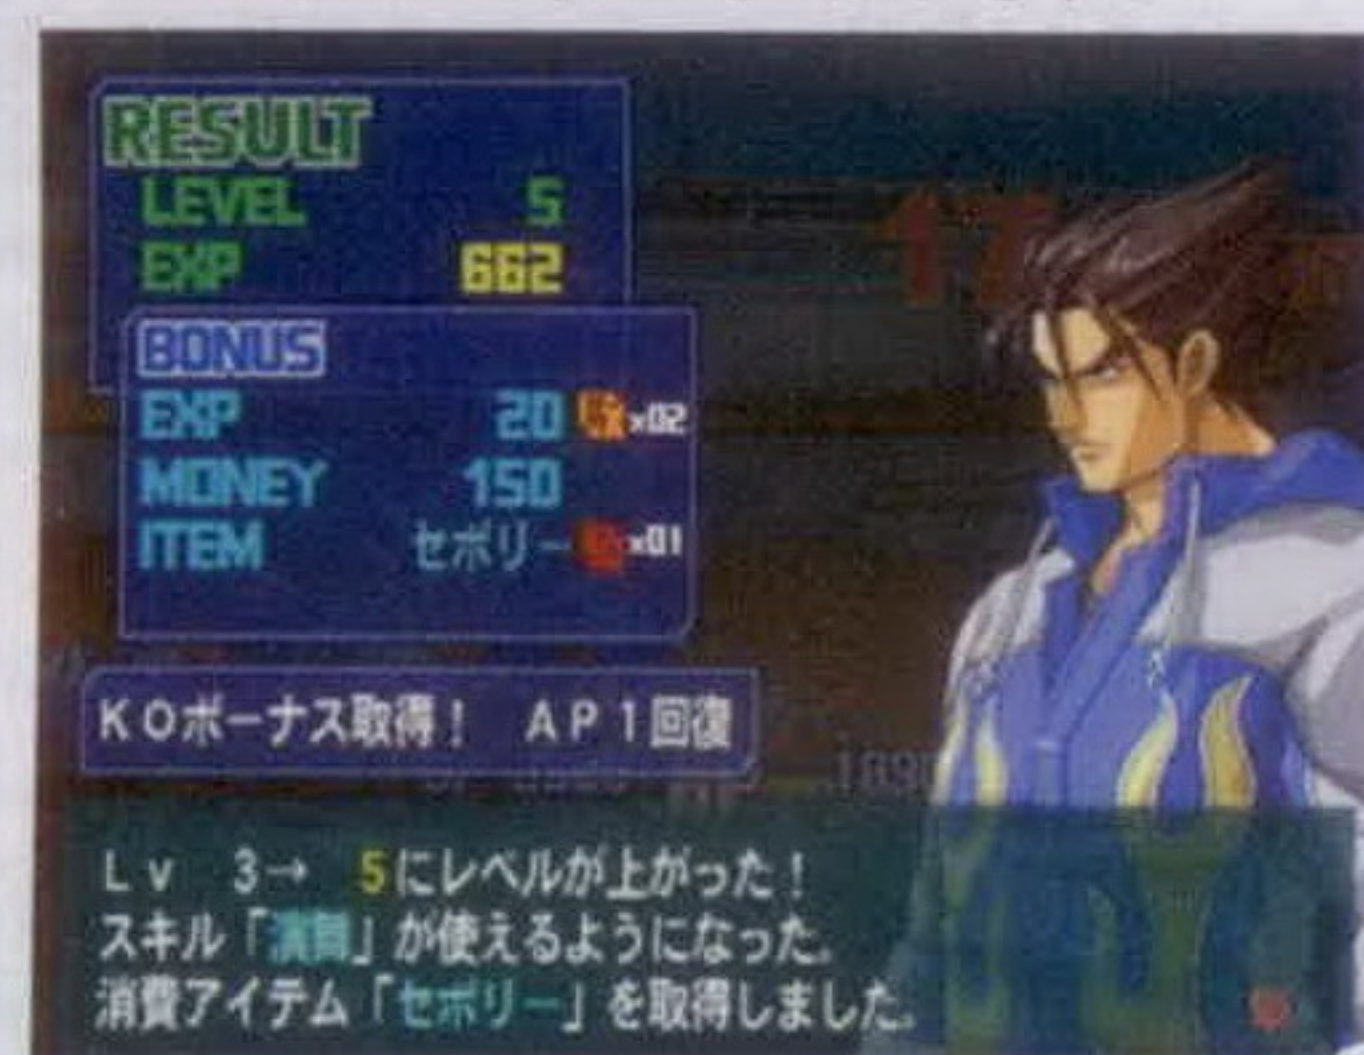 RESULT
LEVEL 5
EXP 662
BONUS
EXP 20 x02
MONEY 150
ITEM セボリー x01
KOボーナス取得! AP1回復
Lv 3→ 5にレベルが上がった!
スキル「」が使えるようになった。
消費アイテム「セボリー」を取得しました。